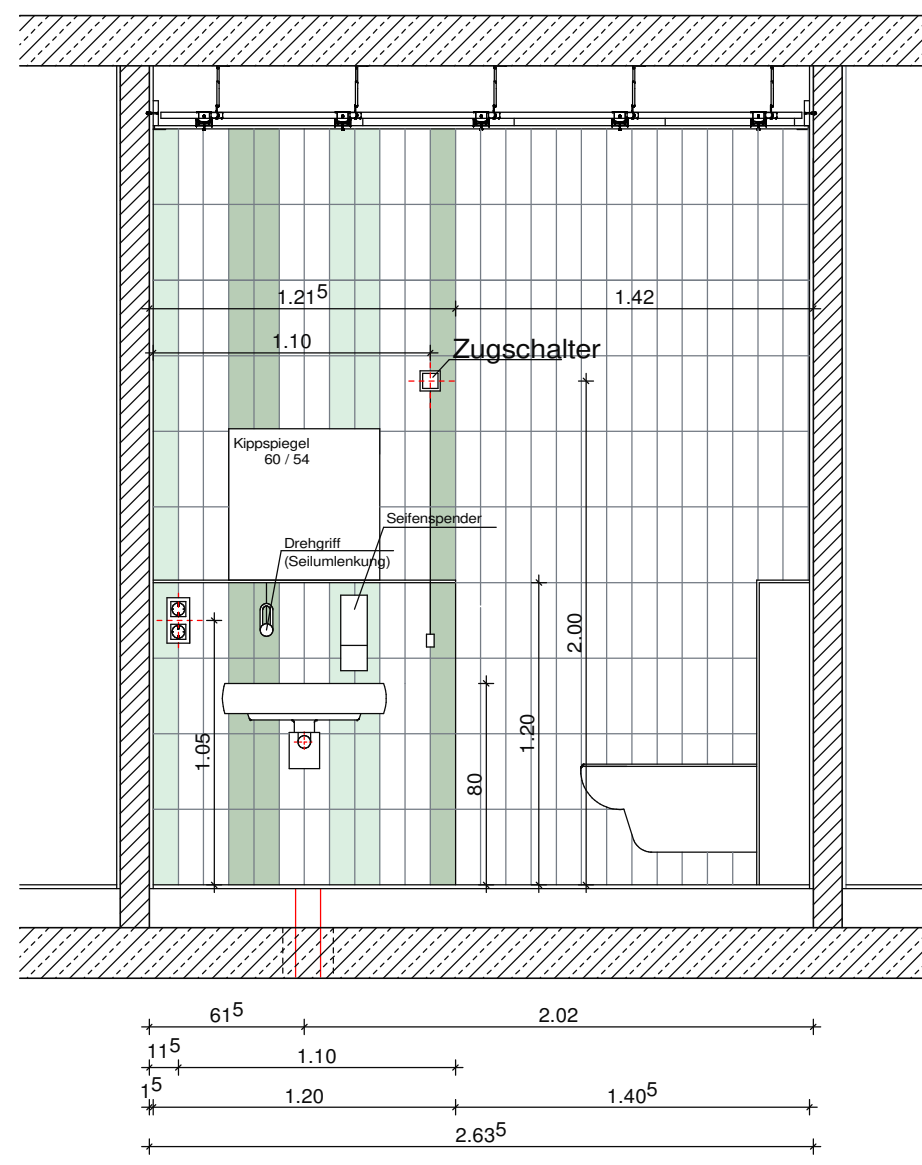 1.21⁵
1.42
1.10
Zugschalter
Kippspiegel
60 / 54
Seifenspender
Drehgriff
(Seilumlenkung)
2.00
1.20
1.05
80
61⁵
2.02
11⁵
1.10
1⁵
1.20
1.40⁵
2.63⁵